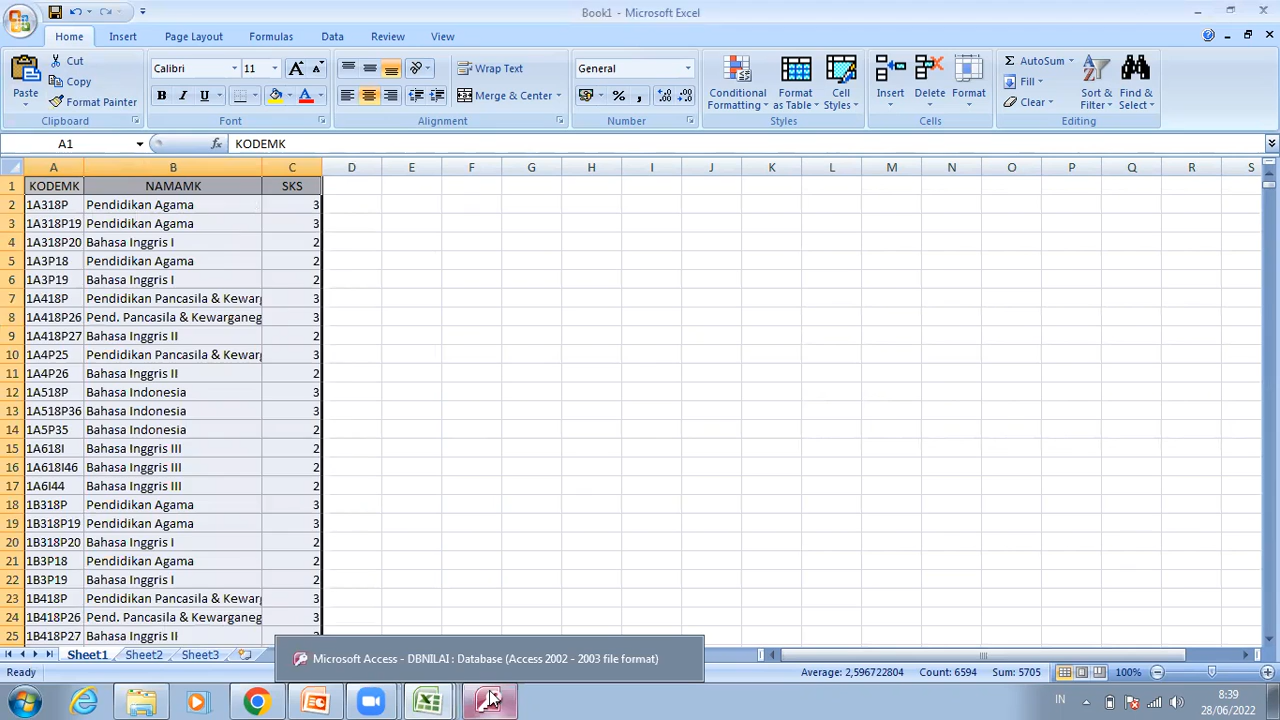 Book1 - Microsoft Excel
Home Insert Page Layout Formulas Data Review View
Paste Cut Copy Format Painter Clipboard
Calibri 11 B I U A Font
Wrap Text Merge & Center Alignment
General % , Number
Conditional Formatting Format as Table Cell Styles Styles
Insert Delete Format Cells
Σ AutoSum Fill Clear Sort & Filter Find & Select Editing
A1 fx KODEMK
A B C D E F G H I J K L M N O P Q R S
1 KODEMK NAMAMK SKS
2 1A318P Pendidikan Agama 3
3 1A318P19 Pendidikan Agama 3
4 1A318P20 Bahasa Inggris I 2
5 1A3P18 Pendidikan Agama 2
6 1A3P19 Bahasa Inggris I 2
7 1A418P Pendidikan Pancasila & Kewarg 3
8 1A418P26 Pend. Pancasila & Kewarganeg 3
9 1A418P27 Bahasa Inggris II 2
10 1A4P25 Pendidikan Pancasila & Kewarg 3
11 1A4P26 Bahasa Inggris II 2
12 1A518P Bahasa Indonesia 3
13 1A518P36 Bahasa Indonesia 3
14 1A5P35 Bahasa Indonesia 2
15 1A618I Bahasa Inggris III 2
16 1A618I46 Bahasa Inggris III 2
17 1A6I44 Bahasa Inggris III 2
18 1B318P Pendidikan Agama 3
19 1B318P19 Pendidikan Agama 3
20 1B318P20 Bahasa Inggris I 2
21 1B3P18 Pendidikan Agama 2
22 1B3P19 Bahasa Inggris I 2
23 1B418P Pendidikan Pancasila & Kewarg 3
24 1B418P26 Pend. Pancasila & Kewarganeg 3
25 1B418P27 Bahasa Inggris II
Sheet1 Sheet2 Sheet3
Microsoft Access - DBNILAI : Database (Access 2002 - 2003 file format)
Ready Average: 2,596722804 Count: 6594 Sum: 5705 100%
IN 8:39
28/06/2022